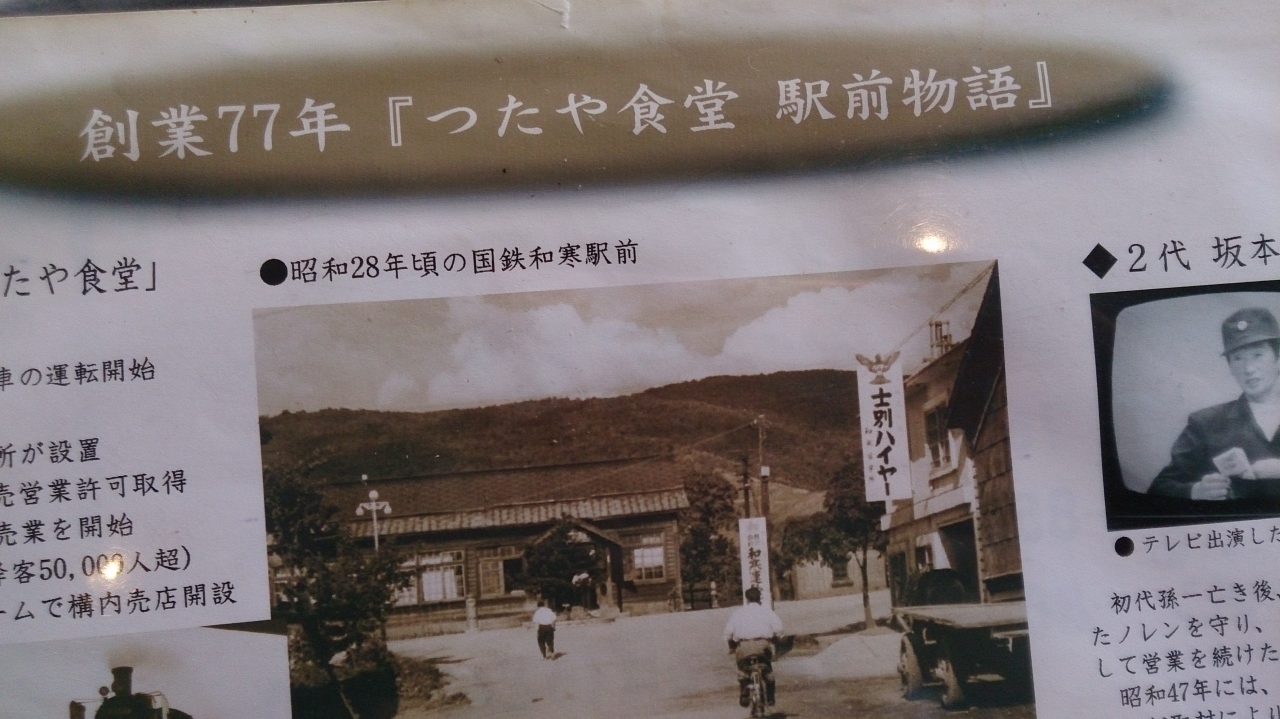 創業77年『つたや食堂 駅前物語』
たや食堂」
車の運転開始
所が設置
売営業許可取得
売業を開始
客50,000人超)
ームで構内売店開設
●昭和28年頃の国鉄和寒駅前
士別ハイヤー
和寒
◆2代 坂本
●テレビ出演した
初代孫一亡き後、
たノレンを守り、
して営業を続けた
昭和47年には、